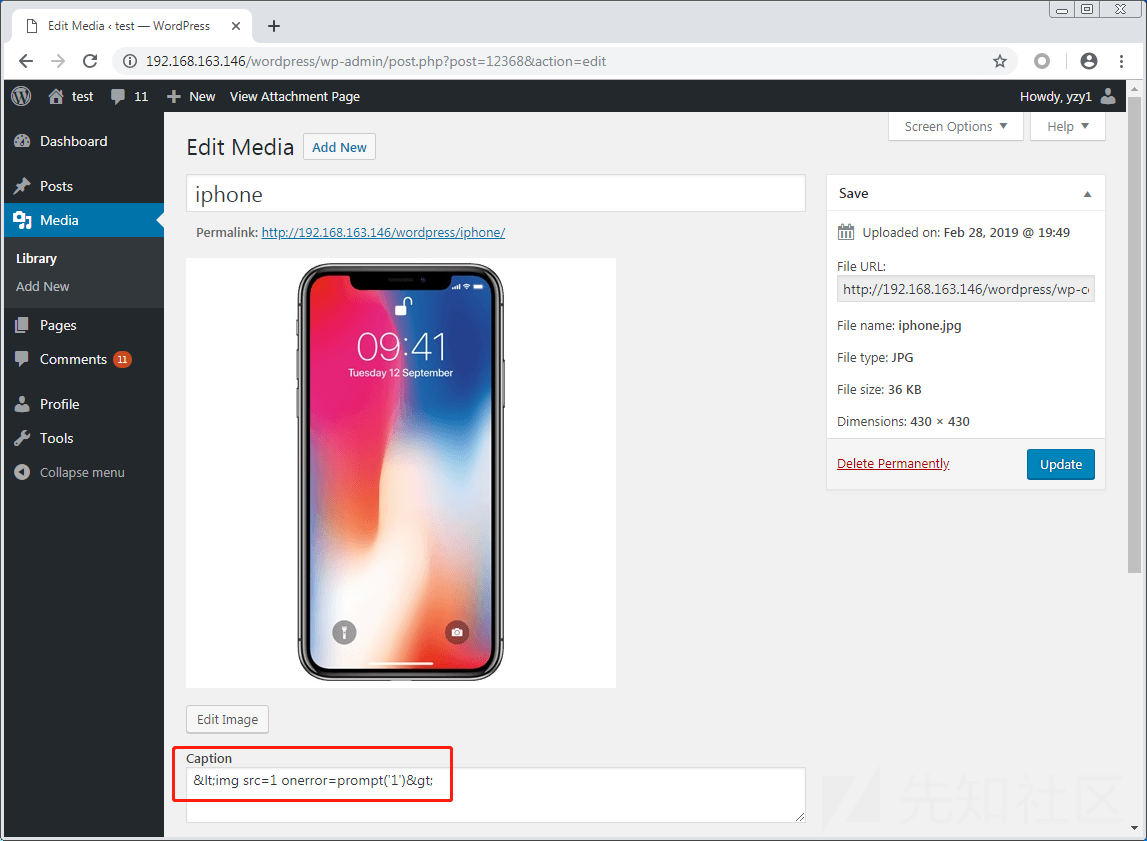 Edit Media ‹ test — WordPress
192.168.163.146/wordpress/wp-admin/post.php?post=12368&action=edit
test 11 New View Attachment Page Howdy, yzy1
Screen Options Help
Dashboard
Posts
Media
Library
Add New
Pages
Comments 11
Profile
Tools
Collapse menu
Edit Media Add New
iphone
Permalink: http://192.168.163.146/wordpress/iphone/
09:41
Tuesday 12 September
Edit Image
Caption
&lt;img src=1 onerror=prompt('1')&gt;
Save
Uploaded on: Feb 28, 2019 @ 19:49
File URL:
http://192.168.163.146/wordpress/wp-c
File name: iphone.jpg
File type: JPG
File size: 36 KB
Dimensions: 430 × 430
Delete Permanently Update
先知社区